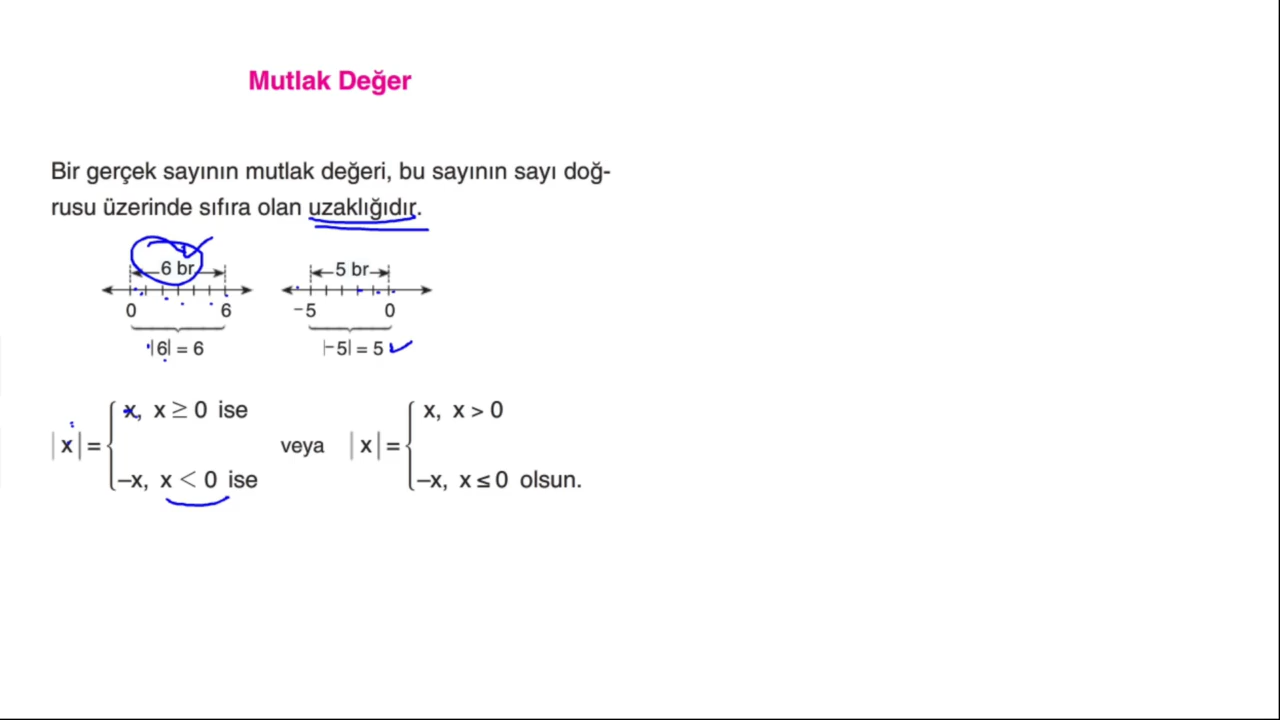 Mutlak Değer
Bir gerçek sayının mutlak değeri, bu sayının sayı doğ-
rusu üzerinde sıfıra olan uzaklığıdır.
6 br 5 br
0 6 −5 0
|6| = 6 |−5| = 5
x, x ≥ 0 ise x, x > 0
|x| = veya |x| =
−x, x < 0 ise −x, x ≤ 0 olsun.